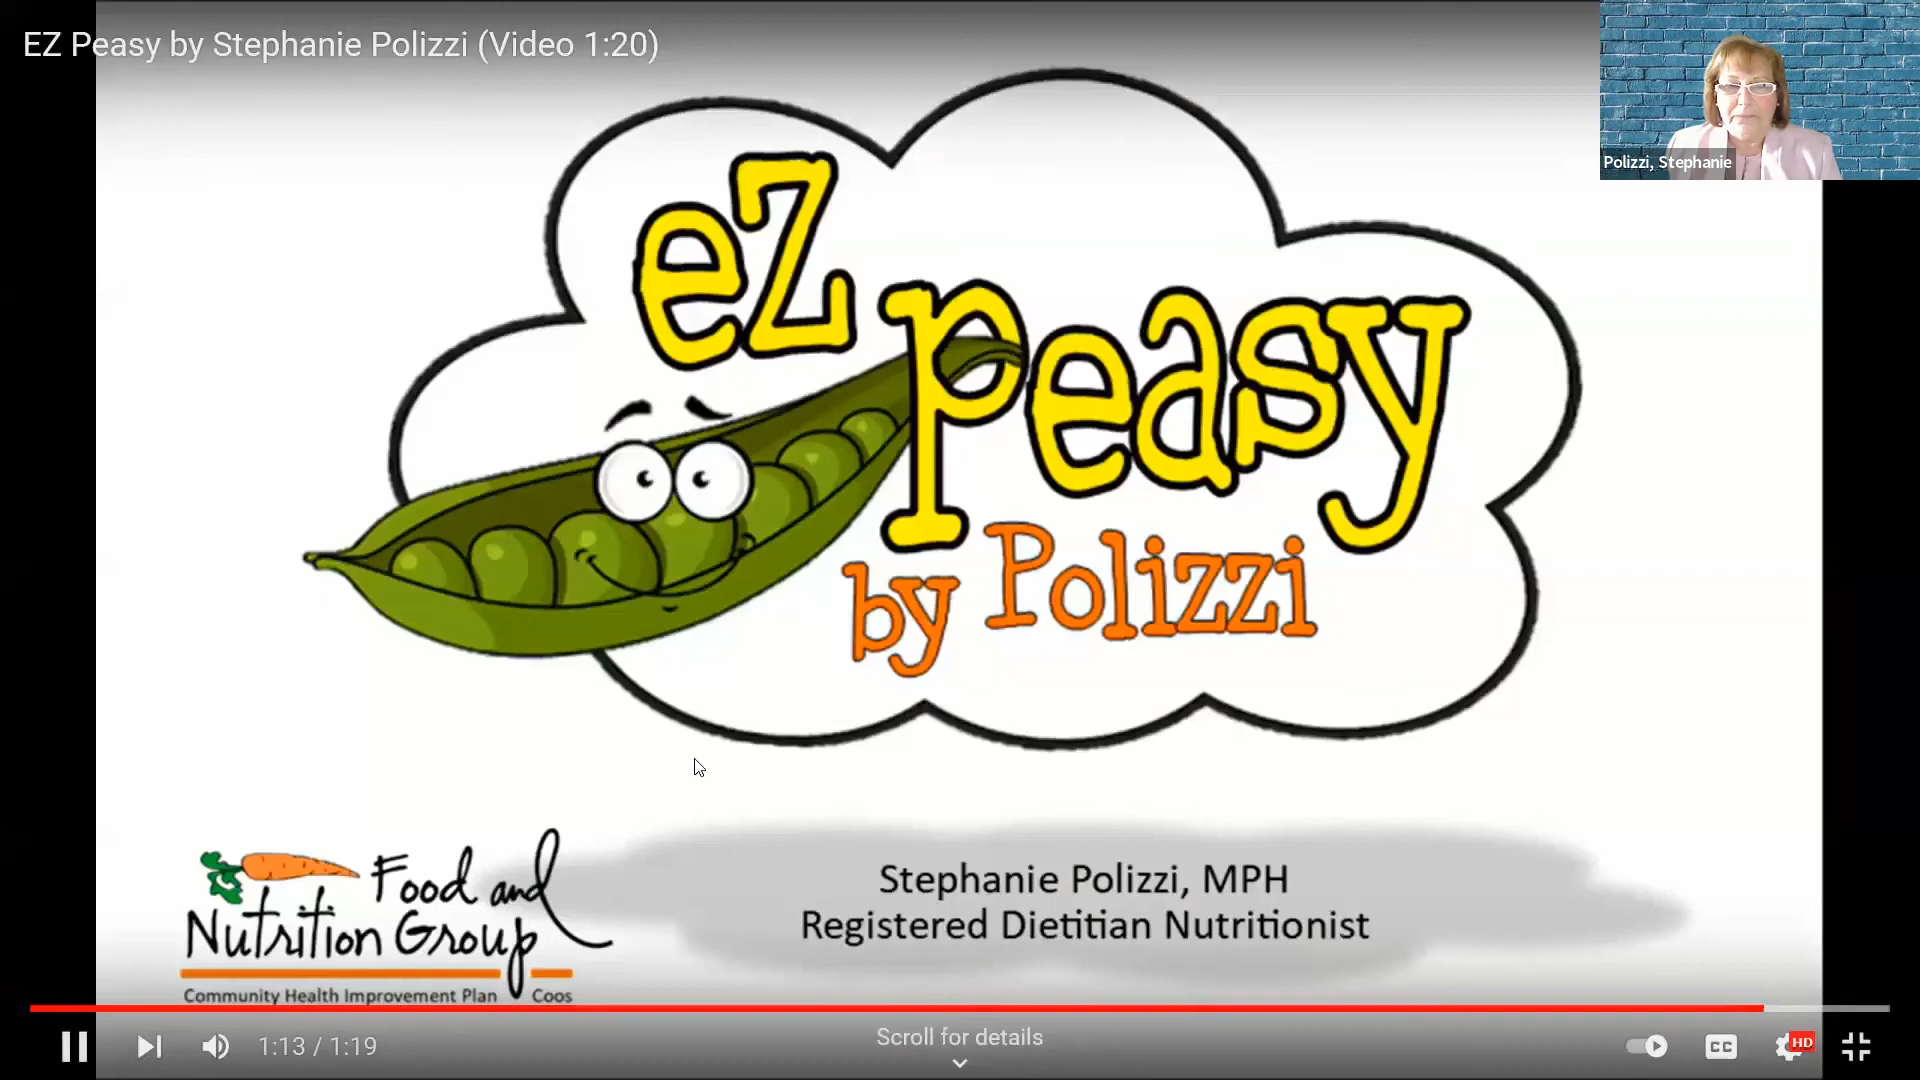 EZ Peasy by Stephanie Polizzi (Video 1:20)
Polizzi, Stephanie
eZ
peasy
by Polizzi
Food and
Nutrition Group
Community Health Improvement Plan Coos
Stephanie Polizzi, MPH
Registered Dietitian Nutritionist
1:13 / 1:19
Scroll for details
CC
HD